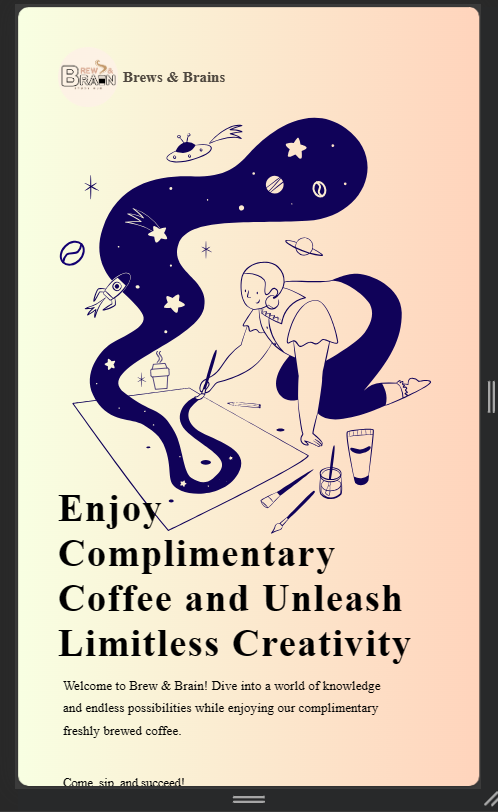 BREW &
BRAIN
Brews & Brains
Enjoy
Complimentary
Coffee and Unleash
Limitless Creativity
Welcome to Brew & Brain! Dive into a world of knowledge
and endless possibilities while enjoying our complimentary
freshly brewed coffee.
Come, sip, and succeed!